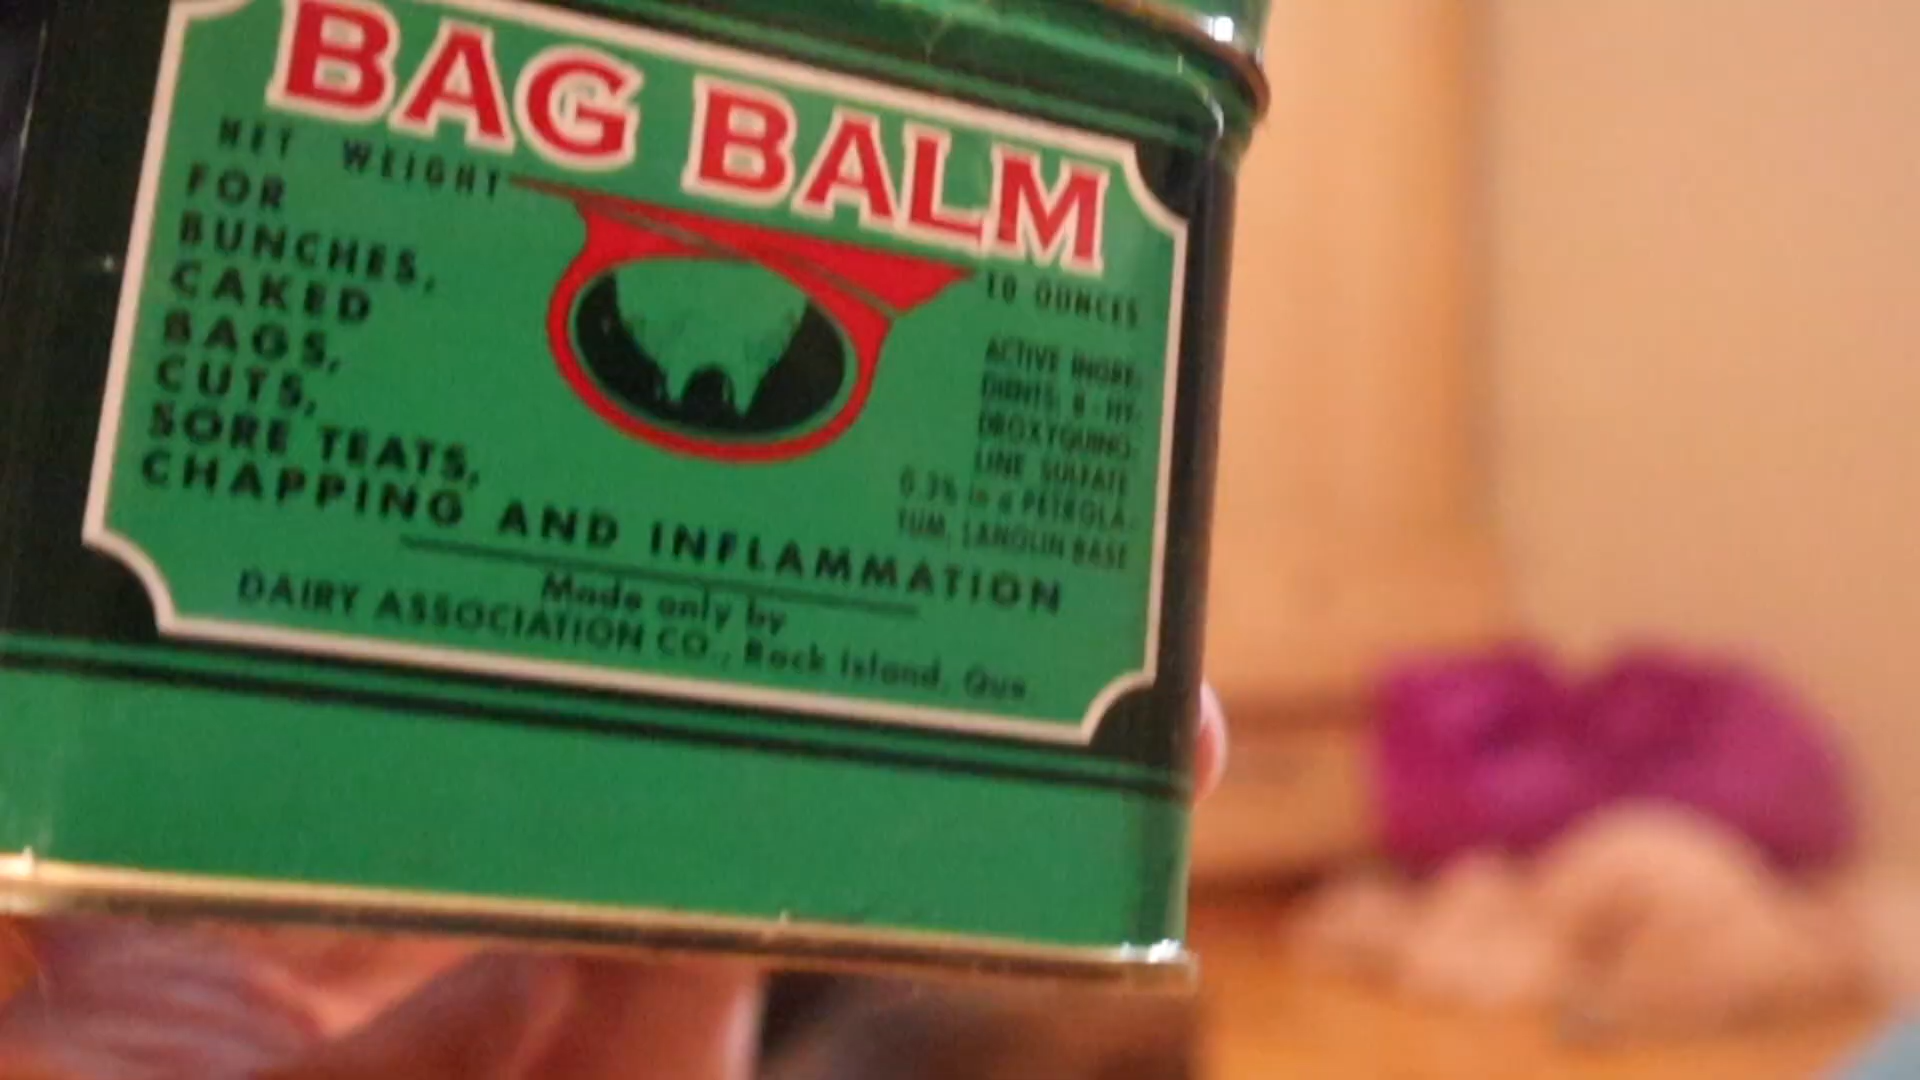 BAG BALM
NET WEIGHT
10 OUNCES
FOR
BUNCHES,
CAKED
BAGS,
CUTS,
SORE TEATS,
CHAPPING AND INFLAMMATION
ACTIVE INGRE-
DIENTS: 8-HY-
DROXYQUINO-
LINE SULFATE
0.3% in a PETROLA-
TUM, LANOLIN BASE
Made only by
DAIRY ASSOCIATION CO., Rock Island, Que